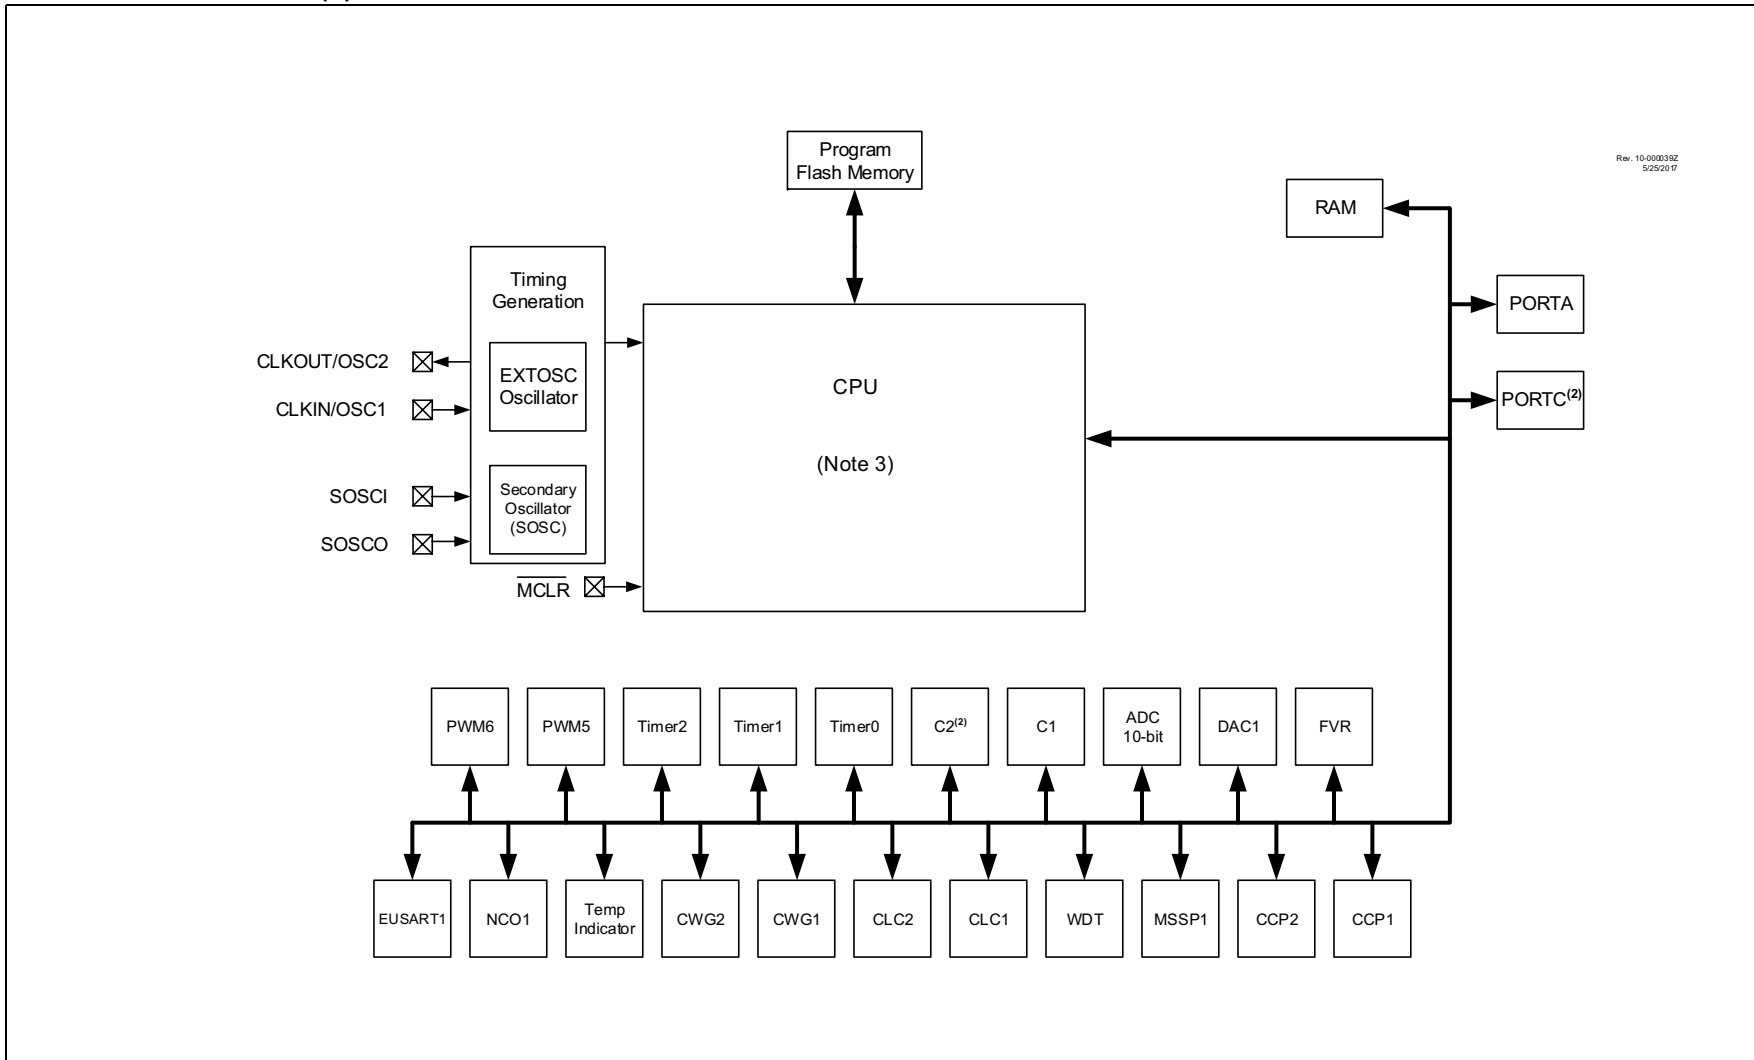 Program
Flash Memory
Rev. 10-000039Z
5/25/2017
RAM
Timing
Generation
PORTA
CLKOUT/OSC2
EXTOSC
Oscillator
CPU
PORTC(2)
CLKIN/OSC1
(Note 3)
SOSCI
Secondary
Oscillator
(SOSC)
SOSCO
MCLR
PWM6
PWM5
Timer2
Timer1
Timer0
C2(2)
C1
ADC
10-bit
DAC1
FVR
EUSART1
NCO1
Temp
Indicator
CWG2
CWG1
CLC2
CLC1
WDT
MSSP1
CCP2
CCP1